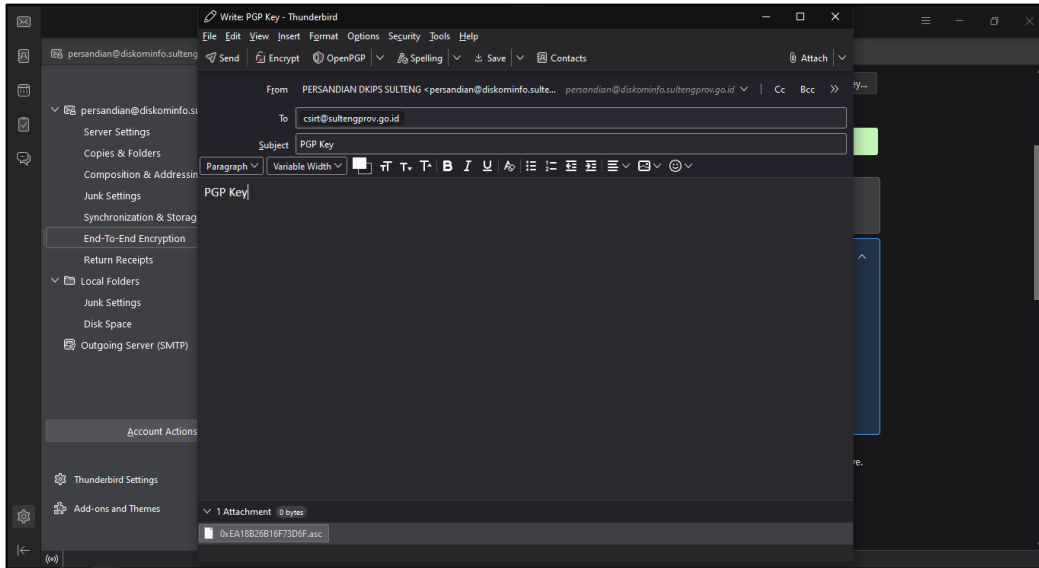 Write: PGP Key - Thunderbird
File Edit View Insert Format Options Security Tools Help
Send Encrypt OpenPGP Spelling Save Contacts Attach
From PERSANDIAN DKIPS SULTENG <persandian@diskominfo.sulte... persandian@diskominfo.sultengprov.go.id Cc Bcc
To csirt@sultengprov.go.id
Subject PGP Key
Paragraph Variable Width
PGP Key
1 Attachment 0 bytes
0xEA18B26B16F73D6F.asc
persandian@diskominfo.sulteng
persandian@diskominfo.su
Server Settings
Copies & Folders
Composition & Addressin
Junk Settings
Synchronization & Storag
End-To-End Encryption
Return Receipts
Local Folders
Junk Settings
Disk Space
Outgoing Server (SMTP)
Account Actions
Thunderbird Settings
Add-ons and Themes